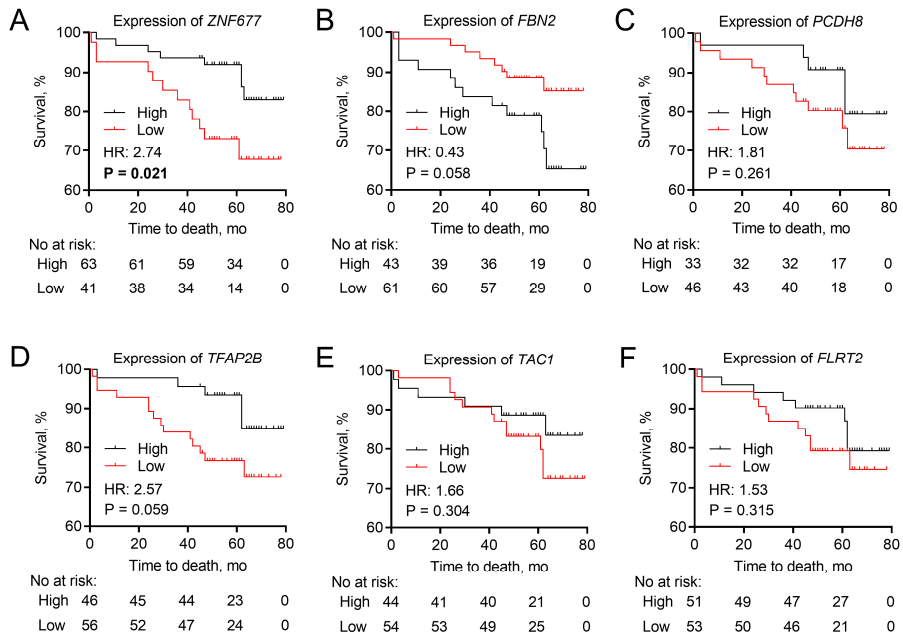 A
Expression of ZNF677
100
90
80
70
60
Survival, %
High
Low
HR: 2.74
P = 0.021
0 20 40 60 80
Time to death, mo
No at risk:
High 63 61 59 34 0
Low 41 38 34 14 0
B
Expression of FBN2
100
90
80
70
60
Survival, %
High
Low
HR: 0.43
P = 0.058
0 20 40 60 80
Time to death, mo
No at risk:
High 43 39 36 19 0
Low 61 60 57 29 0
C
Expression of PCDH8
100
90
80
70
60
Survival, %
High
Low
HR: 1.81
P = 0.261
0 20 40 60 80
Time to death, mo
No at risk:
High 33 32 32 17 0
Low 46 43 40 18 0
D
Expression of TFAP2B
100
90
80
70
60
Survival, %
High
Low
HR: 2.57
P = 0.059
0 20 40 60 80
Time to death, mo
No at risk:
High 46 45 44 23 0
Low 56 52 47 24 0
E
Expression of TAC1
100
90
80
70
60
Survival, %
High
Low
HR: 1.66
P = 0.304
0 20 40 60 80
Time to death, mo
No at risk:
High 44 41 40 21 0
Low 54 53 49 25 0
F
Expression of FLRT2
100
90
80
70
60
Survival, %
High
Low
HR: 1.53
P = 0.315
0 20 40 60 80
Time to death, mo
No at risk:
High 51 49 47 27 0
Low 53 50 46 21 0